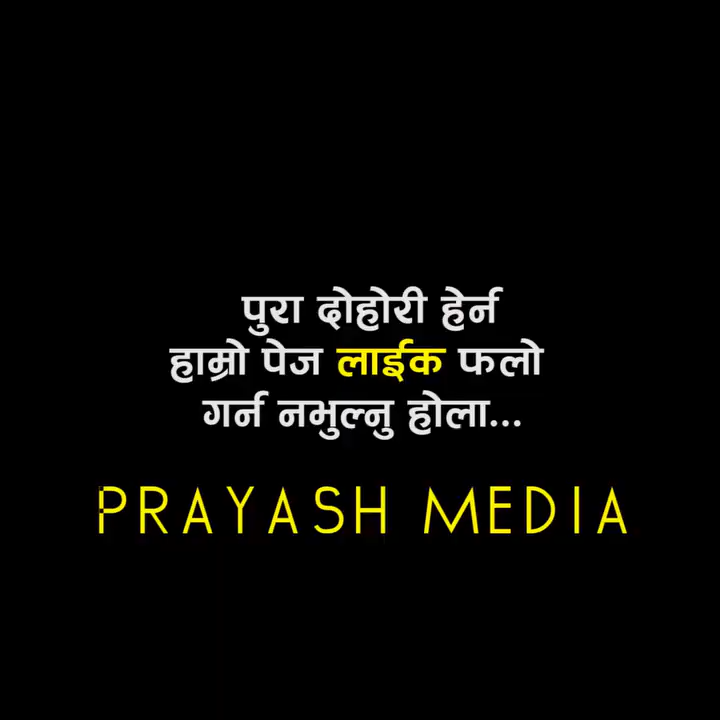 पुरा दोहोरी हेर्न
हाम्रो पेज लाईक फलो
गर्न नभुल्नु होला...
PRAYASH MEDIA